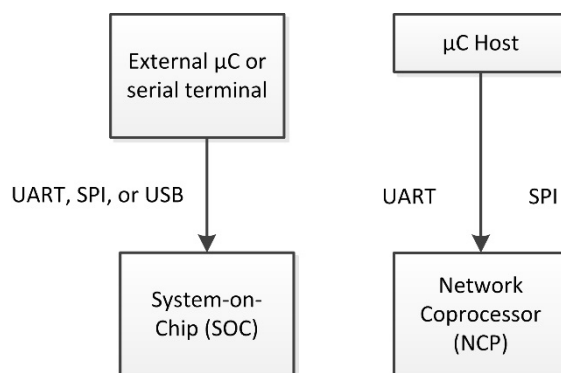 External µC or
serial terminal
UART, SPI, or USB
System-on-
Chip (SOC)
µC Host
UART
SPI
Network
Coprocessor
(NCP)